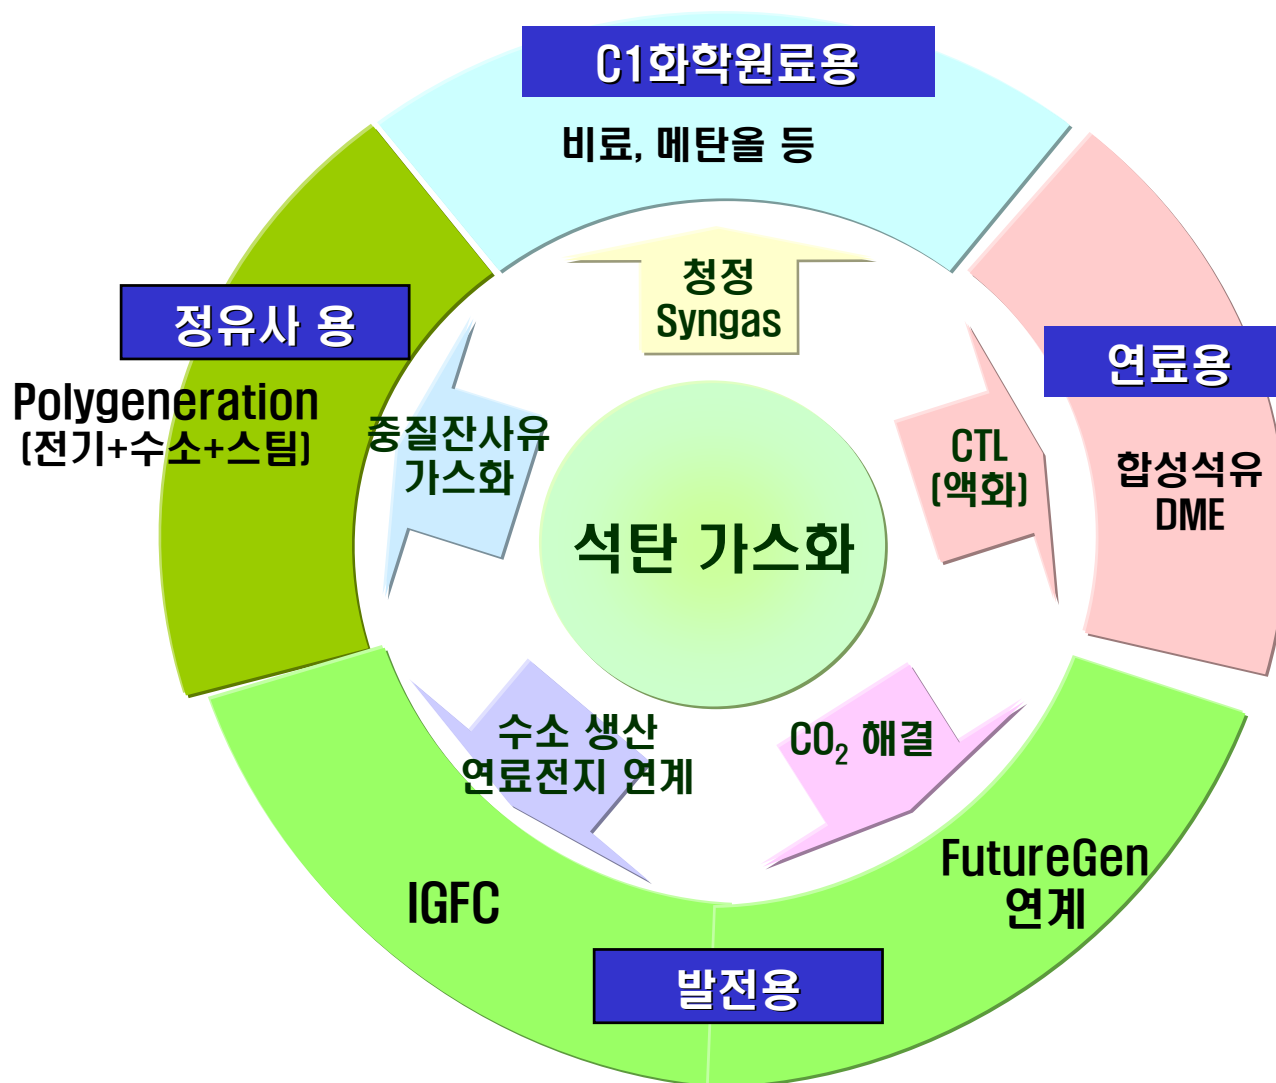 C1화학원료용
비료, 메탄올 등
청정
Syngas
정유사 용
Polygeneration
(전기+수소+스팀)
중질잔사유
가스화
연료용
합성석유
DME
CTL
(액화)
석탄 가스화
수소 생산
연료전지 연계
CO₂ 해결
IGFC
FutureGen
연계
발전용